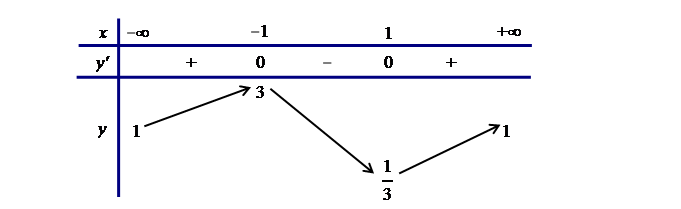 x −∞ −1 1 +∞
y′ + 0 − 0 +
3
y 1 1
1/3